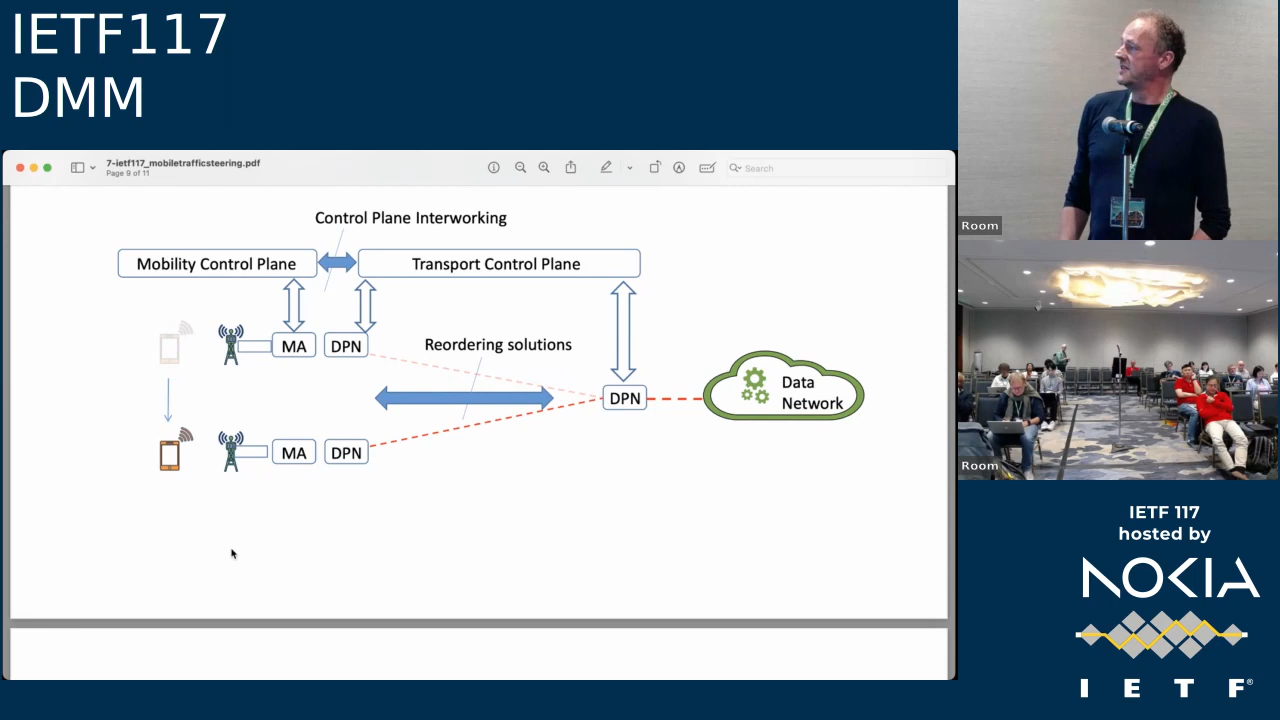 IETF117
DMM
7-ietf117_mobiletrafficsteering.pdf
Page 9 of 11
Search
Control Plane Interworking
Mobility Control Plane
Transport Control Plane
MA
DPN
Reordering solutions
DPN
Data
Network
MA
DPN
Room
Room
IETF 117
hosted by
NOKIA
I E T F®